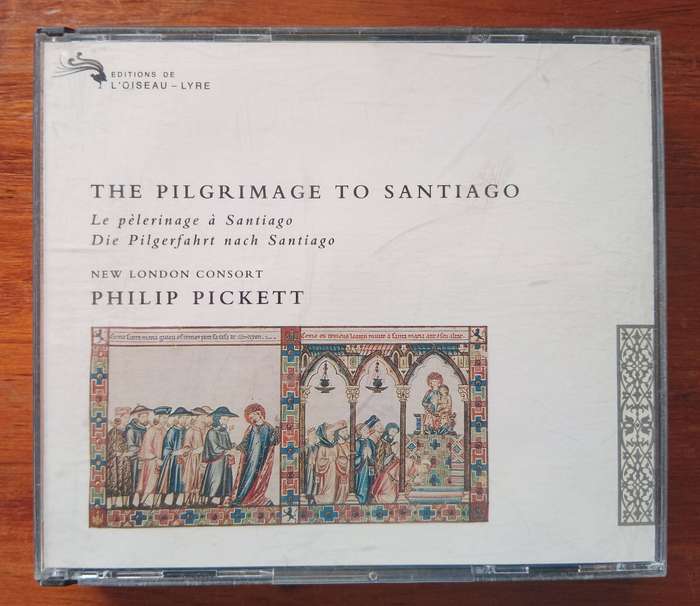 EDITIONS DE
L'OISEAU – LYRE
THE PILGRIMAGE TO SANTIAGO
Le pèlerinage à Santiago
Die Pilgerfahrt nach Santiago
NEW LONDON CONSORT
PHILIP PICKETT